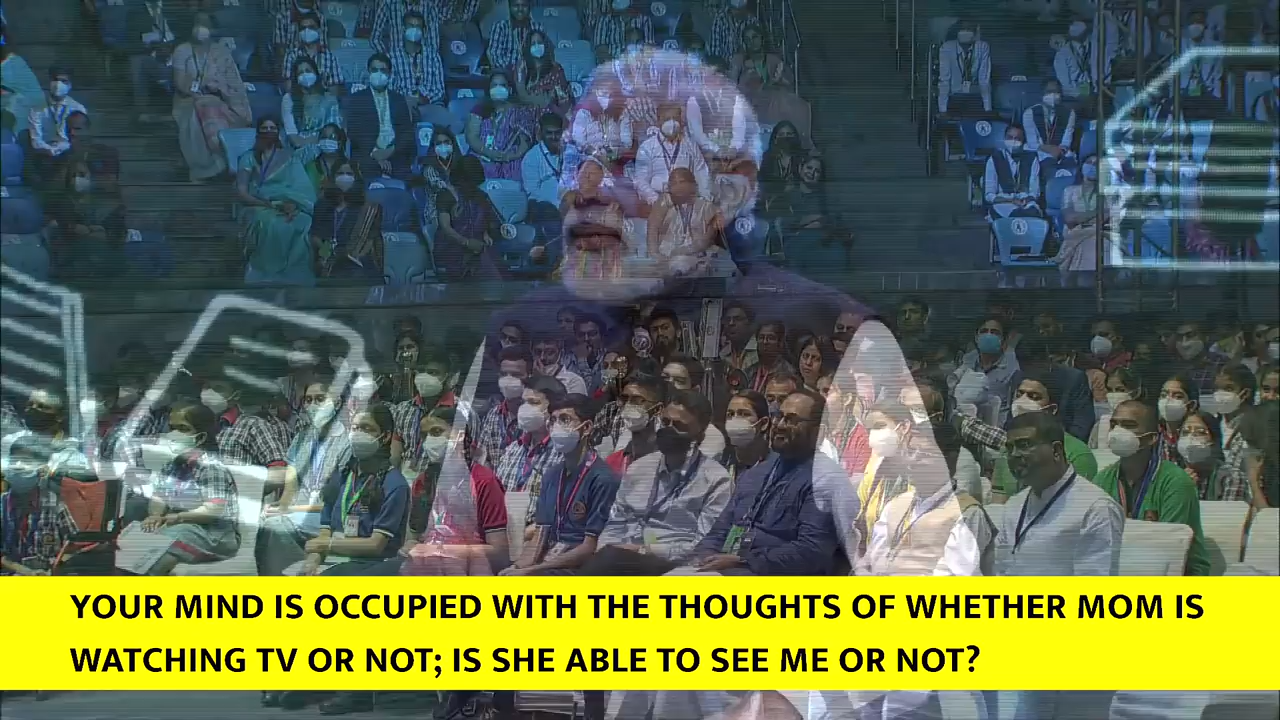 YOUR MIND IS OCCUPIED WITH THE THOUGHTS OF WHETHER MOM IS
WATCHING TV OR NOT; IS SHE ABLE TO SEE ME OR NOT?